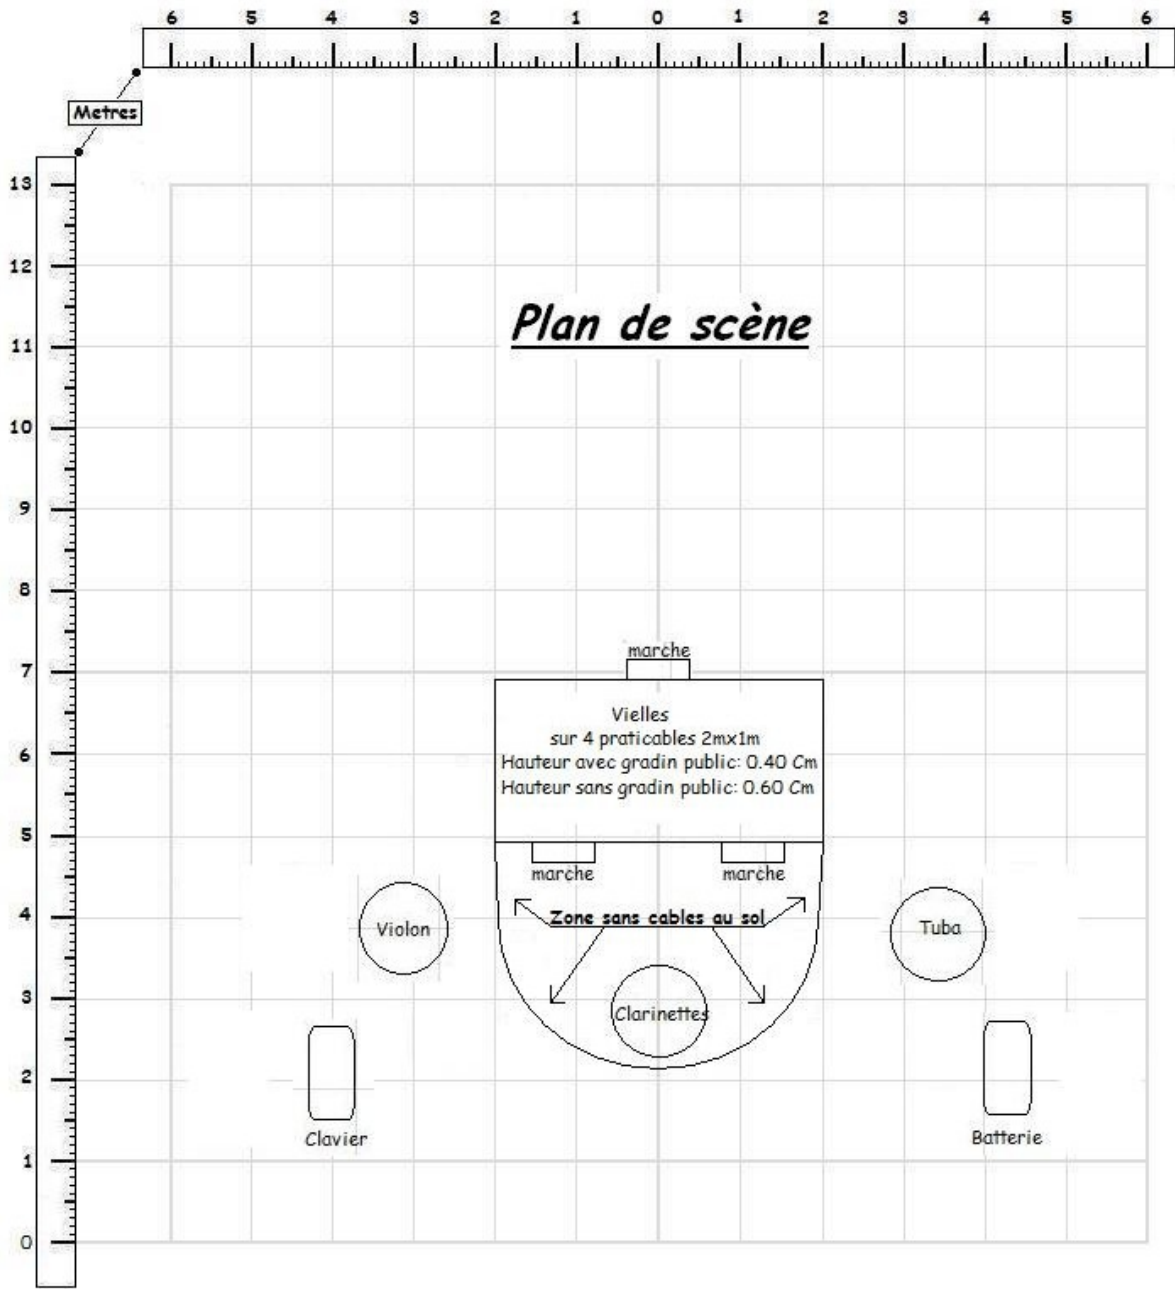 6 5 4 3 2 1 0 1 2 3 4 5 6
Metres
13
12
Plan de scène
11
10
9
8
7
marche
Vielles
sur 4 praticables 2mx1m
6
Hauteur avec gradin public: 0.40 Cm
Hauteur sans gradin public: 0.60 Cm
5
marche marche
4
Zone sans cables au sol
Violon
Tuba
3
Clarinettes
2
Clavier
Batterie
1
0